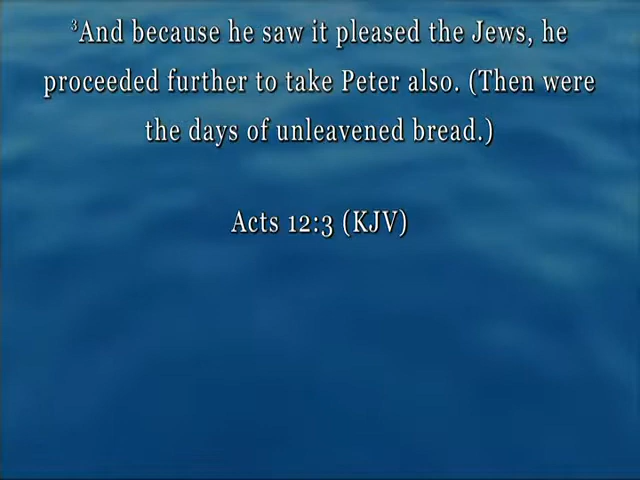 ³And because he saw it pleased the Jews, he
proceeded further to take Peter also. (Then were
the days of unleavened bread.)
Acts 12:3 (KJV)